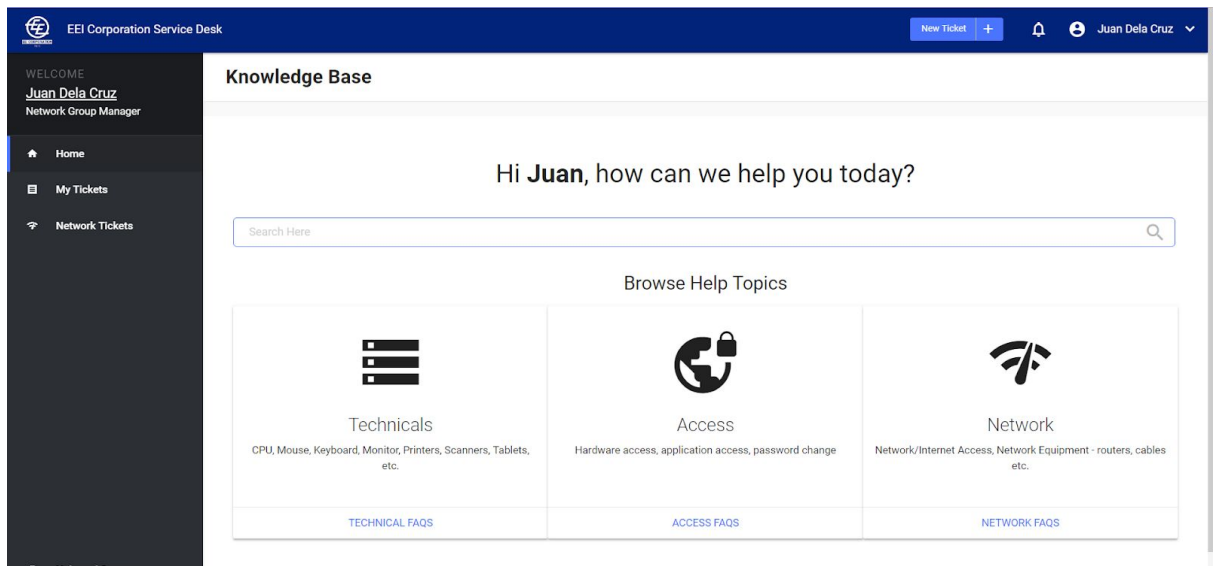 EEI Corporation Service Desk
New Ticket +
Juan Dela Cruz
WELCOME
Juan Dela Cruz
Network Group Manager
Home
My Tickets
Network Tickets
Knowledge Base
Hi Juan, how can we help you today?
Search Here
Browse Help Topics
Technicals
CPU, Mouse, Keyboard, Monitor, Printers, Scanners, Tablets,
etc.
TECHNICAL FAQS
Access
Hardware access, application access, password change
ACCESS FAQS
Network
Network/Internet Access, Network Equipment - routers, cables
etc.
NETWORK FAQS